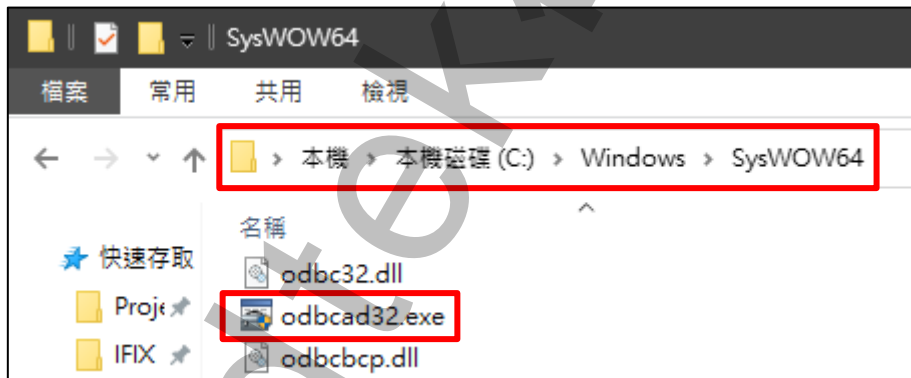 SysWOW64
檔案 常用 共用 檢視
本機 > 本機磁碟 (C:) > Windows > SysWOW64
名稱
快速存取
odbc32.dll
Proje
odbcad32.exe
IFIX
odbcbcp.dll